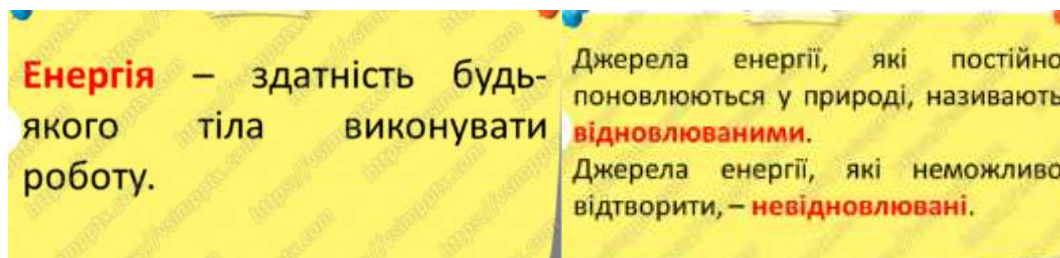 Енергія – здатність будь-
якого тіла виконувати
роботу.
Джерела енергії, які постійно
поновлюються у природі, називають
відновлюваними.
Джерела енергії, які неможливо
відтворити, – невідновлювані.